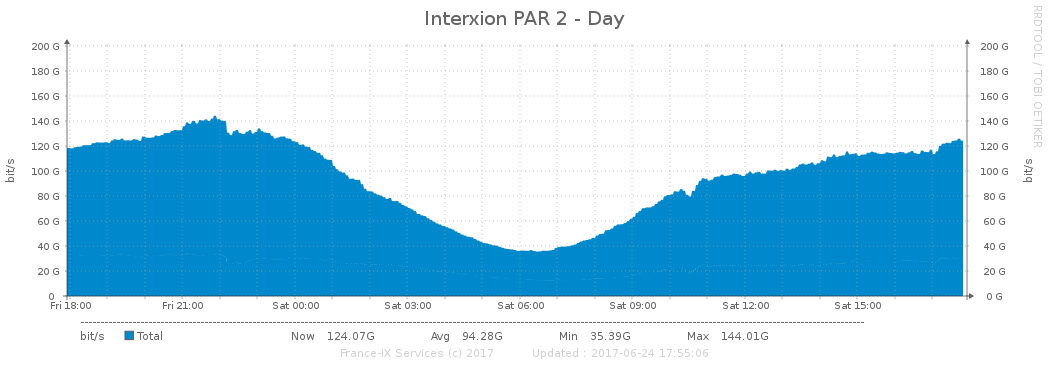 Interxion PAR 2 - Day
RRDTOOL / TOBI OETIKER
200 G 200 G
180 G 180 G
160 G 160 G
140 G 140 G
120 G 120 G
100 G 100 G
80 G 80 G
60 G 60 G
40 G 40 G
20 G 20 G
0 0 G
bit/s bit/s
Fri 18:00 Fri 21:00 Sat 00:00 Sat 03:00 Sat 06:00 Sat 09:00 Sat 12:00 Sat 15:00
bit/s Total Now 124.07G Avg 94.28G Min 35.39G Max 144.01G
France-IX Services (c) 2017 Updated : 2017-06-24 17:55:06